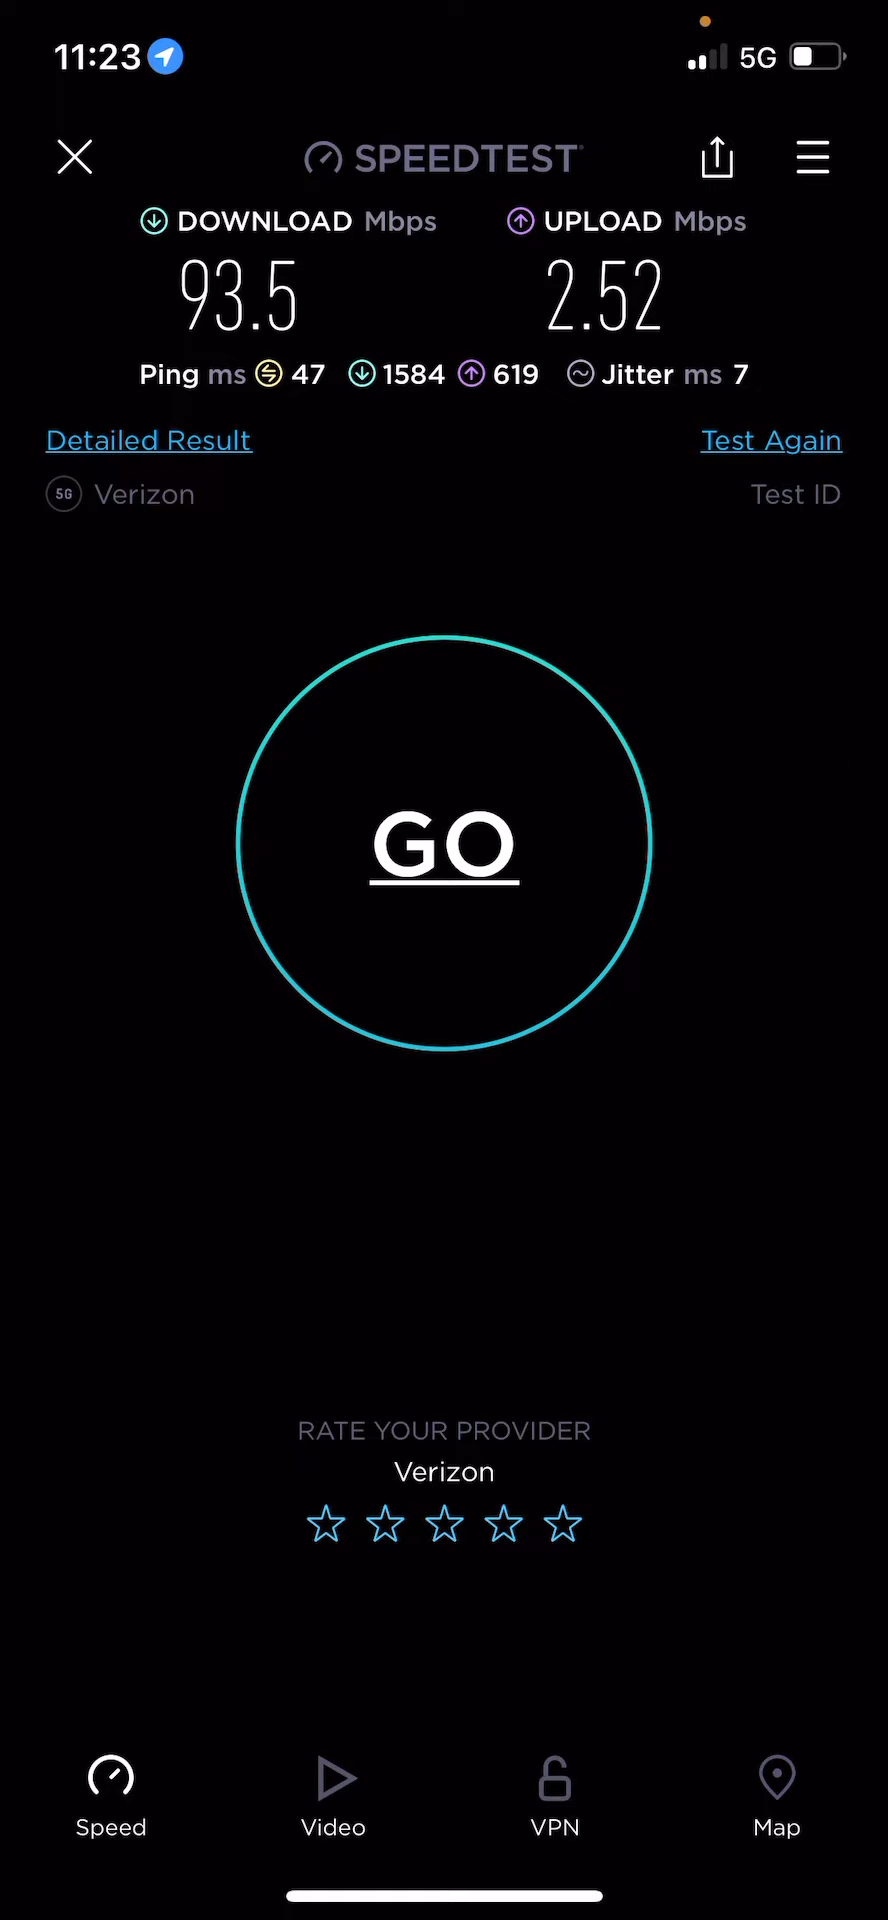 11:23 5G
SPEEDTEST
DOWNLOAD Mbps UPLOAD Mbps
93.5 2.52
Ping ms 47 1584 619 Jitter ms 7
Detailed Result Test Again
5G Verizon Test ID
GO
RATE YOUR PROVIDER
Verizon
Speed Video VPN Map